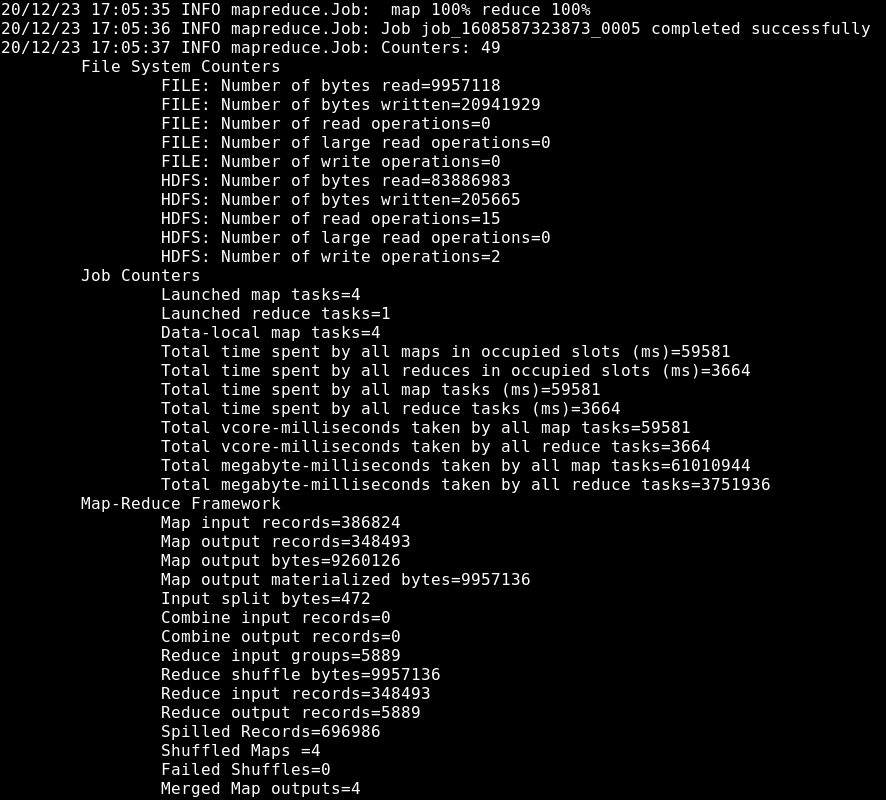 20/12/23 17:05:35 INFO mapreduce.Job:  map 100% reduce 100%
20/12/23 17:05:36 INFO mapreduce.Job: Job job_1608587323873_0005 completed successfully
20/12/23 17:05:37 INFO mapreduce.Job: Counters: 49
        File System Counters
                FILE: Number of bytes read=9957118
                FILE: Number of bytes written=20941929
                FILE: Number of read operations=0
                FILE: Number of large read operations=0
                FILE: Number of write operations=0
                HDFS: Number of bytes read=83886983
                HDFS: Number of bytes written=205665
                HDFS: Number of read operations=15
                HDFS: Number of large read operations=0
                HDFS: Number of write operations=2
        Job Counters
                Launched map tasks=4
                Launched reduce tasks=1
                Data-local map tasks=4
                Total time spent by all maps in occupied slots (ms)=59581
                Total time spent by all reduces in occupied slots (ms)=3664
                Total time spent by all map tasks (ms)=59581
                Total time spent by all reduce tasks (ms)=3664
                Total vcore-milliseconds taken by all map tasks=59581
                Total vcore-milliseconds taken by all reduce tasks=3664
                Total megabyte-milliseconds taken by all map tasks=61010944
                Total megabyte-milliseconds taken by all reduce tasks=3751936
        Map-Reduce Framework
                Map input records=386824
                Map output records=348493
                Map output bytes=9260126
                Map output materialized bytes=9957136
                Input split bytes=472
                Combine input records=0
                Combine output records=0
                Reduce input groups=5889
                Reduce shuffle bytes=9957136
                Reduce input records=348493
                Reduce output records=5889
                Spilled Records=696986
                Shuffled Maps =4
                Failed Shuffles=0
                Merged Map outputs=4